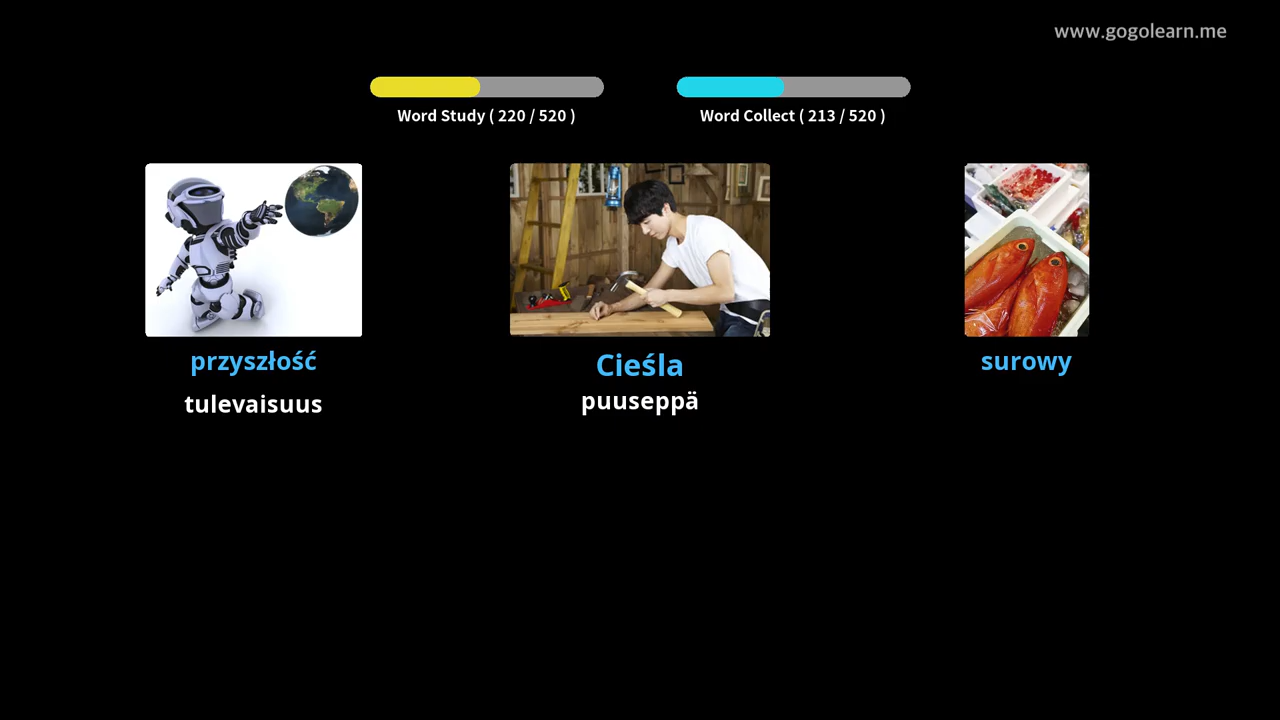 www.gogolearn.me
Word Study ( 220 / 520 )
Word Collect ( 213 / 520 )
przyszłość
Cieśla
surowy
tulevaisuus
puuseppä